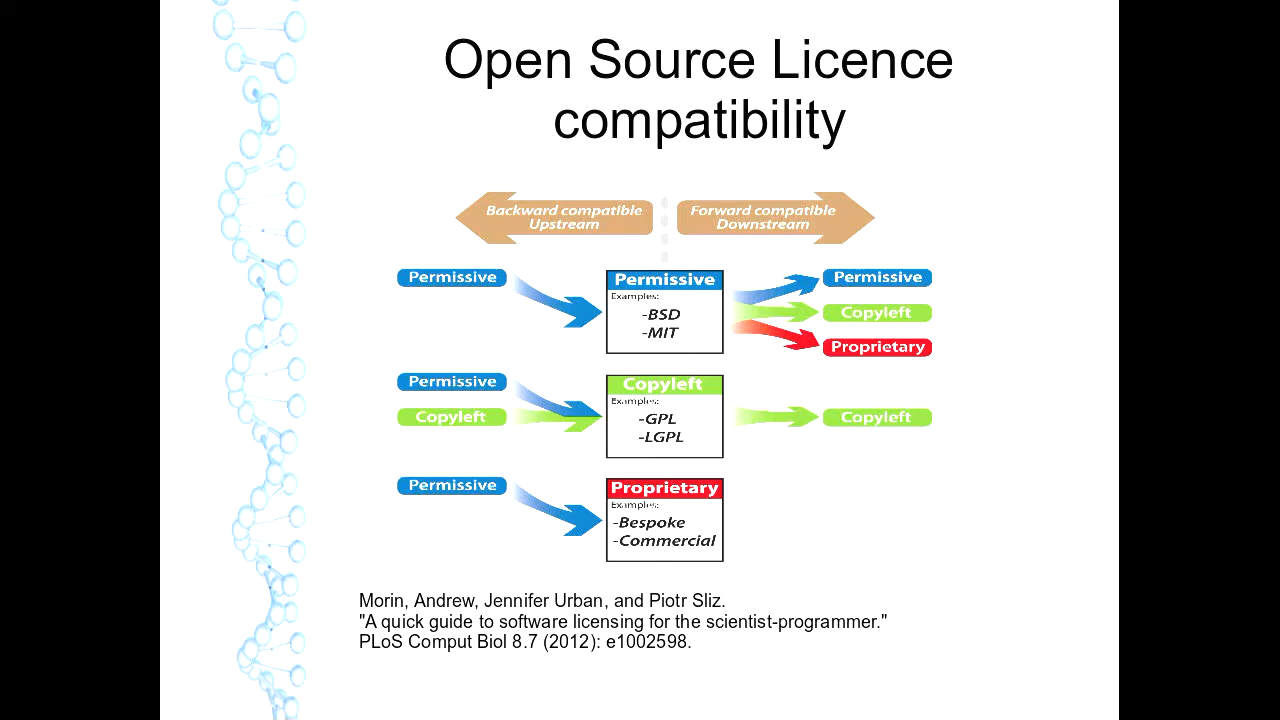 Open Source Licence
compatibility
Backward compatible
Upstream
Forward compatible
Downstream
Permissive
Permissive
Examples:
-BSD
-MIT
Permissive
Copyleft
Proprietary
Permissive
Copyleft
Copyleft
Examples:
-GPL
-LGPL
Copyleft
Permissive
Proprietary
Examples:
-Bespoke
-Commercial
Morin, Andrew, Jennifer Urban, and Piotr Sliz.
"A quick guide to software licensing for the scientist-programmer."
PLoS Comput Biol 8.7 (2012): e1002598.